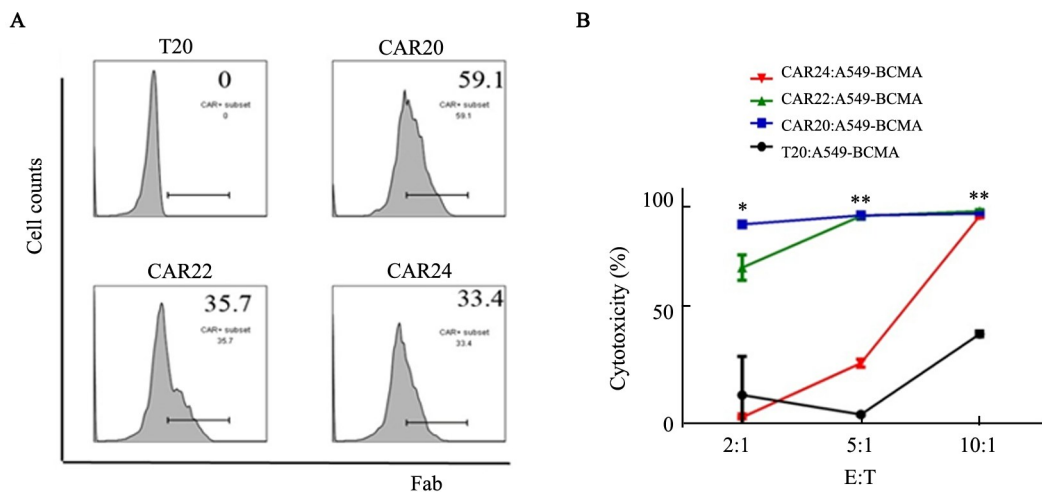 A
T20
0
CAR+ subset
0
CAR20
59.1
CAR+ subset
59.1
Cell counts
CAR22
35.7
CAR+ subset
35.7
CAR24
33.4
CAR+ subset
33.4
Fab
B
CAR24:A549-BCMA
CAR22:A549-BCMA
CAR20:A549-BCMA
T20:A549-BCMA
Cytotoxicity (%)
100
50
0
*
**
**
2:1
5:1
10:1
E:T